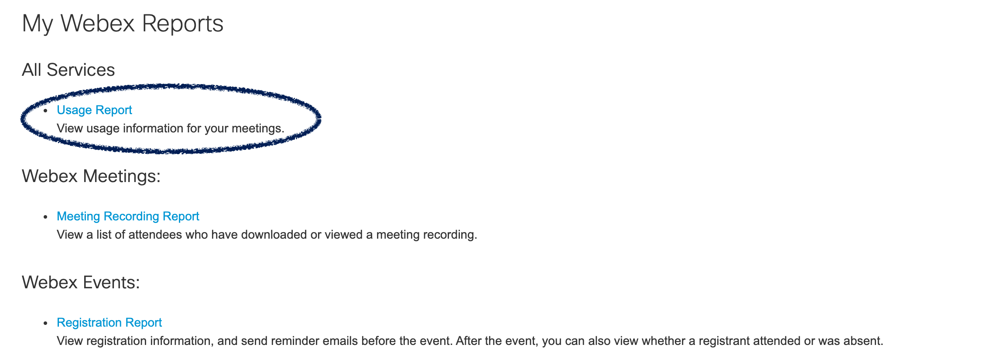 My Webex Reports
All Services
• Usage Report
View usage information for your meetings.
Webex Meetings:
• Meeting Recording Report
View a list of attendees who have downloaded or viewed a meeting recording.
Webex Events:
• Registration Report
View registration information, and send reminder emails before the event. After the event, you can also view whether a registrant attended or was absent.